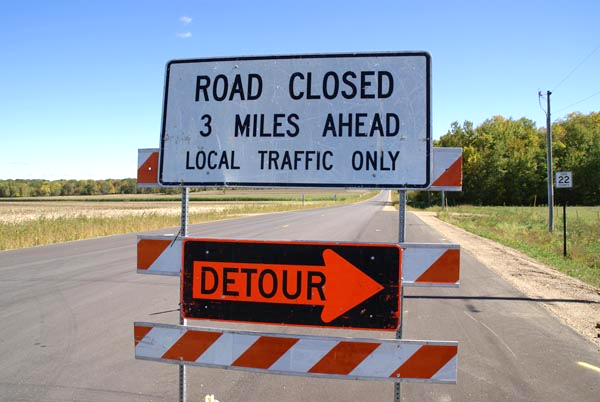 ROAD CLOSED
3 MILES AHEAD
LOCAL TRAFFIC ONLY
DETOUR
22